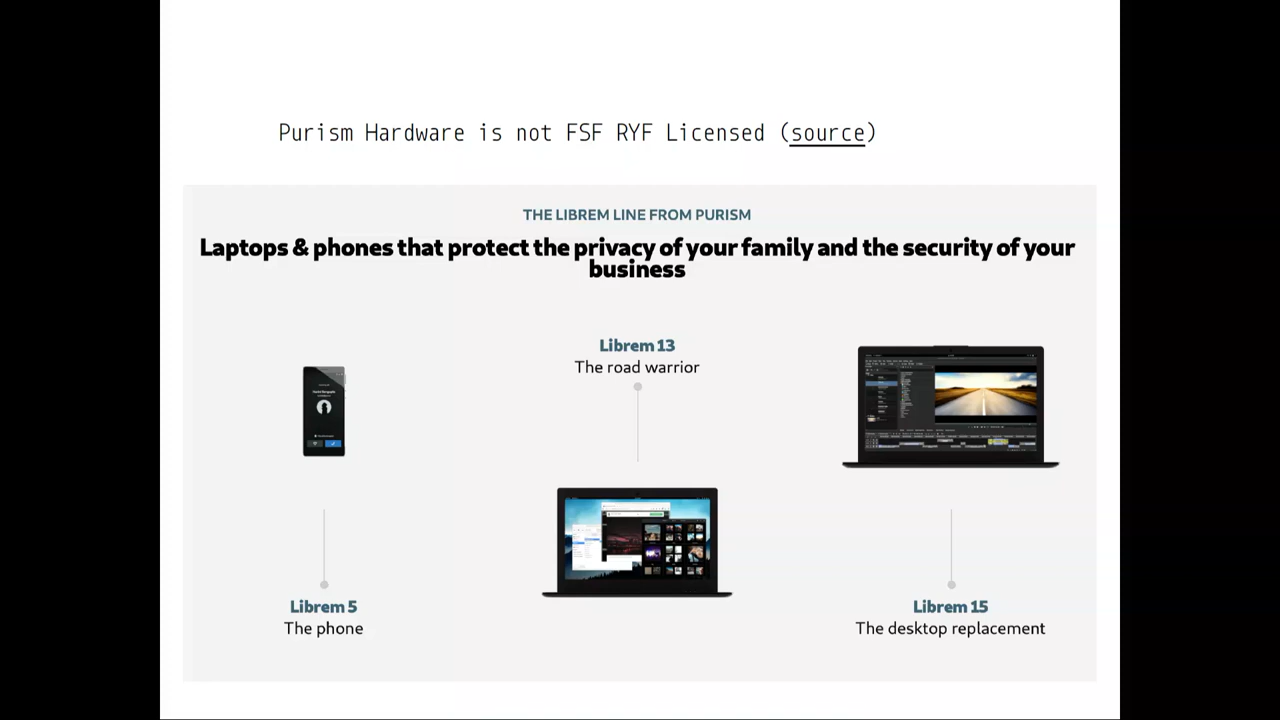 Purism Hardware is not FSF RYF Licensed (source)
THE LIBREM LINE FROM PURISM
Laptops & phones that protect the privacy of your family and the security of your
business
Librem 13
The road warrior
Librem 5
The phone
Librem 15
The desktop replacement